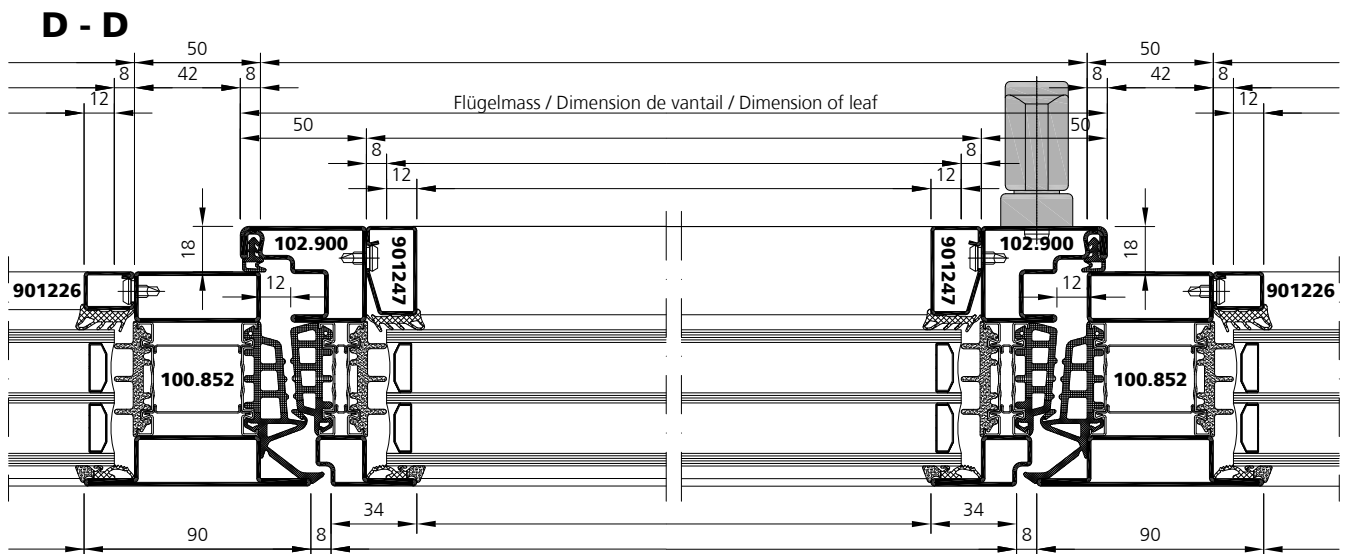 D - D
50 50
8 42 8 8 42 8
12 Flügelmass / Dimension de vantail / Dimension of leaf 12
50 50
8 8
12 12
18 102.900 901247 901247 102.900 18
901226 12 12 901226
100.852 100.852
34 34
90 8 8 90